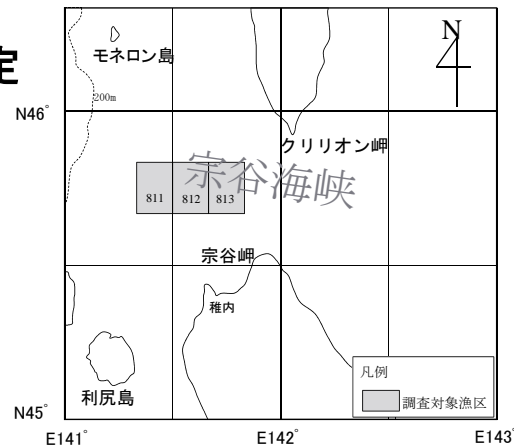 定
N
モネロン島
200m
N46°
クリリオン岬
宗谷海峡
811 812 813
宗谷岬
稚内
凡例
調査対象漁区
利尻島
N45°
E141° E142° E143°